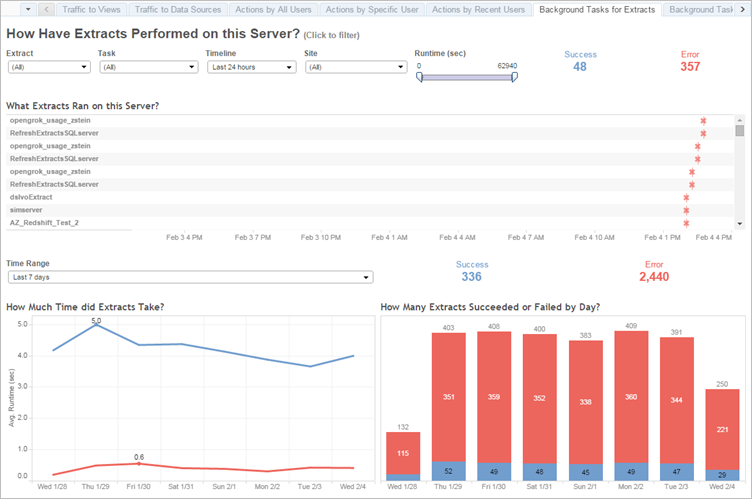 Traffic to Views Traffic to Data Sources Actions by All Users Actions by Specific User Actions by Recent Users Background Tasks for Extracts Background Task
How Have Extracts Performed on this Server? (Click to filter)
Extract Task Timeline Site Runtime (sec) Success Error
(All) (All) Last 24 hours (All) 0 62940 48 357
What Extracts Ran on this Server?
opengrok_usage_zstein
RefreshExtractsSQLserver
opengrok_usage_zstein
RefreshExtractsSQLserver
opengrok_usage_zstein
RefreshExtractsSQLserver
dslvoExtract
simserver
AZ_Redshift_Test_2
Feb 3 4 PM Feb 3 7 PM Feb 3 10 PM Feb 4 1 AM Feb 4 4 AM Feb 4 7 AM Feb 4 10 AM Feb 4 1 PM Feb 4 4 PM
Time Range Success Error
Last 7 days 336 2,440
How Much Time did Extracts Take?
5.0 5.0
4.0
3.0
2.0
1.0
0.6
0.0
Avg. Runtime (sec)
Wed 1/28 Thu 1/29 Fri 1/30 Sat 1/31 Sun 2/1 Mon 2/2 Tue 2/3 Wed 2/4
How Many Extracts Succeeded or Failed by Day?
132 403 408 400 383 409 391 250
115 351 359 352 338 360 344 221
52 49 48 45 49 47 29
Wed 1/28 Thu 1/29 Fri 1/30 Sat 1/31 Sun 2/1 Mon 2/2 Tue 2/3 Wed 2/4